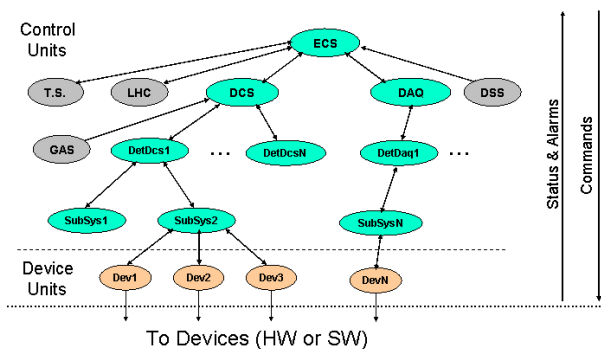 Control
Units
ECS
T.S.
LHC
DCS
DAQ
DSS
GAS
DetDcs1
...
DetDcsN
DetDaq1
...
SubSys1
SubSys2
SubSysN
Status & Alarms
Commands
Device
Units
Dev1
Dev2
Dev3
DevN
To Devices (HW or SW)